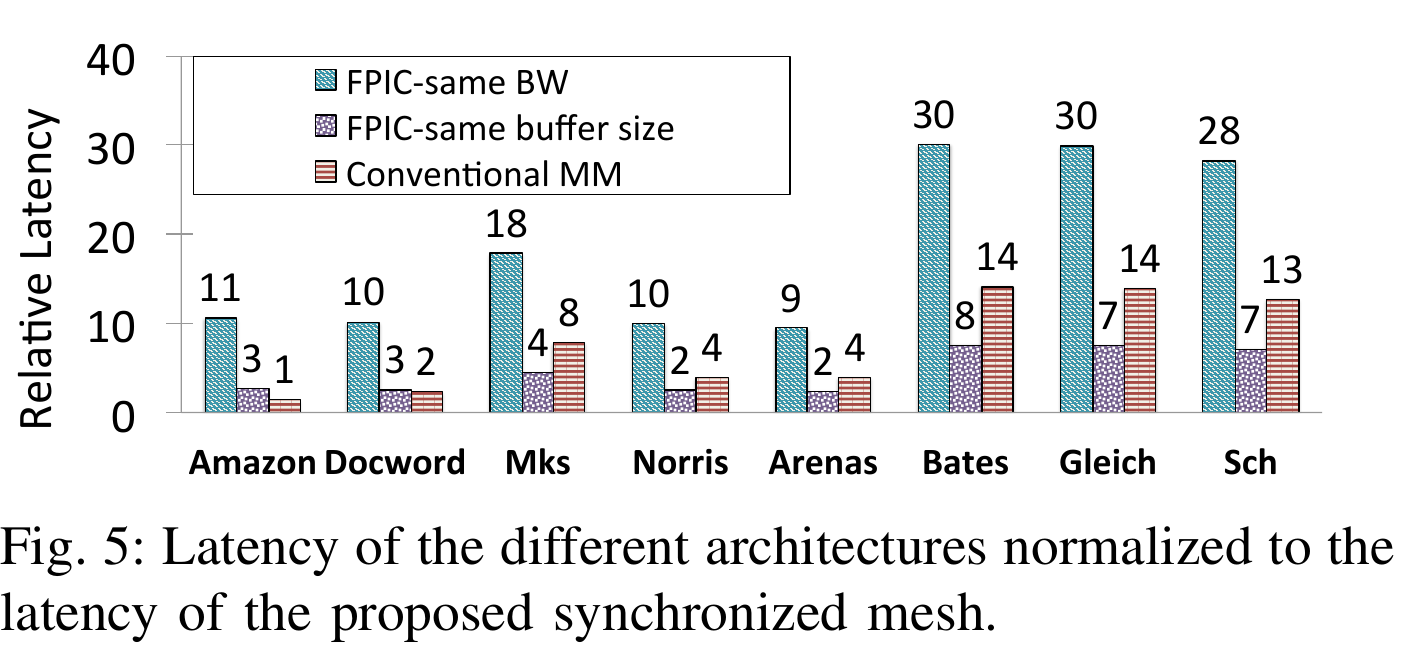 40
30
20
10
0
Relative Latency
FPIC-same BW
FPIC-same buffer size
Conventional MM
11 3 1
10 3 2
18 4 8
10 2 4
9 2 4
30 8 14
30 7 14
28 7 13
Amazon Docword Mks Norris Arenas Bates Gleich Sch
Fig. 5: Latency of the different architectures normalized to the
latency of the proposed synchronized mesh.